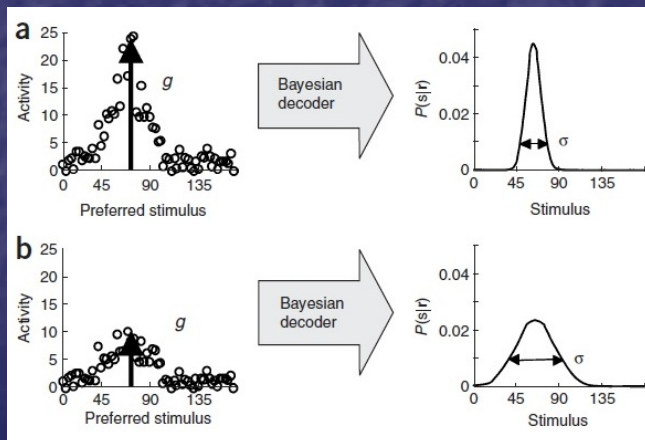 a
Activity
25
20
15
10
5
0
g
0 45 90 135
Preferred stimulus
Bayesian
decoder
P(s|r)
0.04
0.02
0
σ
0 45 90 135
Stimulus
b
Activity
25
20
15
10
5
0
g
0 45 90 135
Preferred stimulus
Bayesian
decoder
P(s|r)
0.04
0.02
0
σ
0 45 90 135
Stimulus